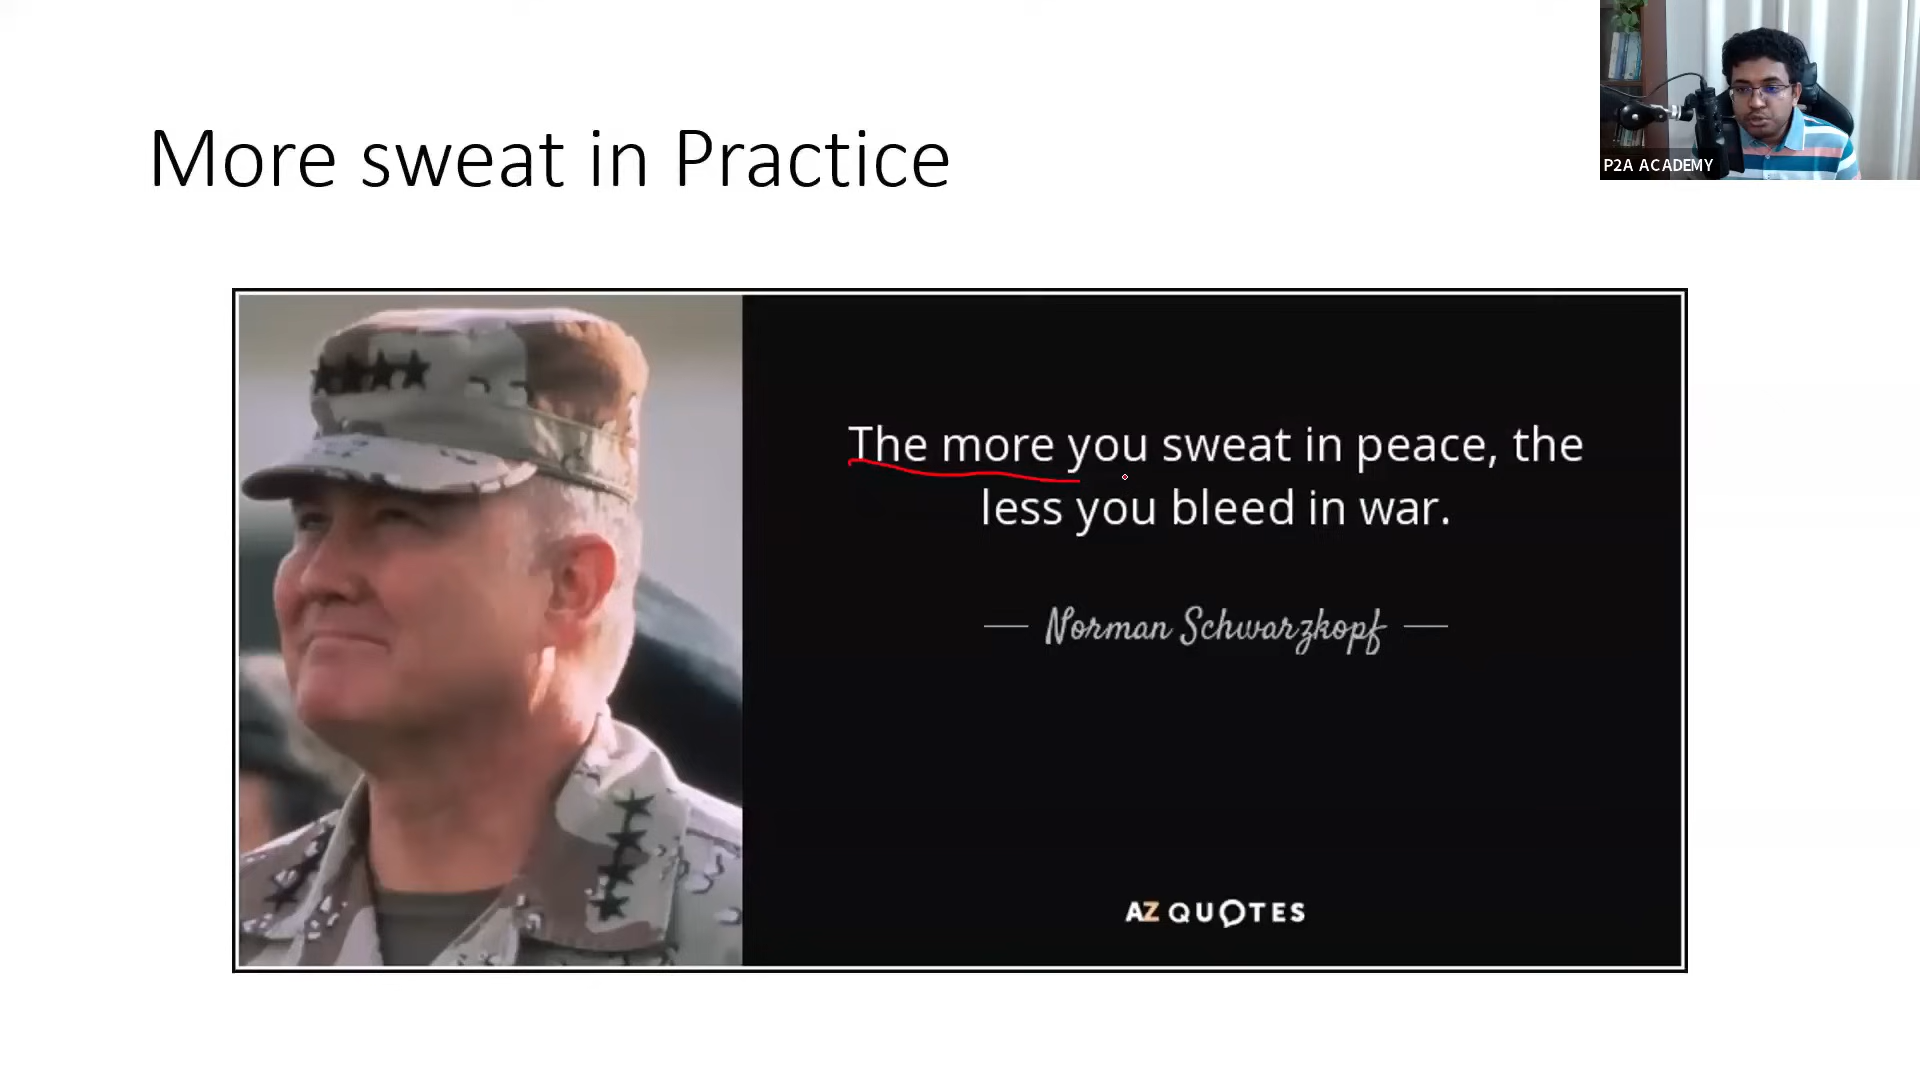 More sweat in Practice
P2A ACADEMY
The more you sweat in peace, the
less you bleed in war.
Norman Schwarzkopf
AZ QUOTES